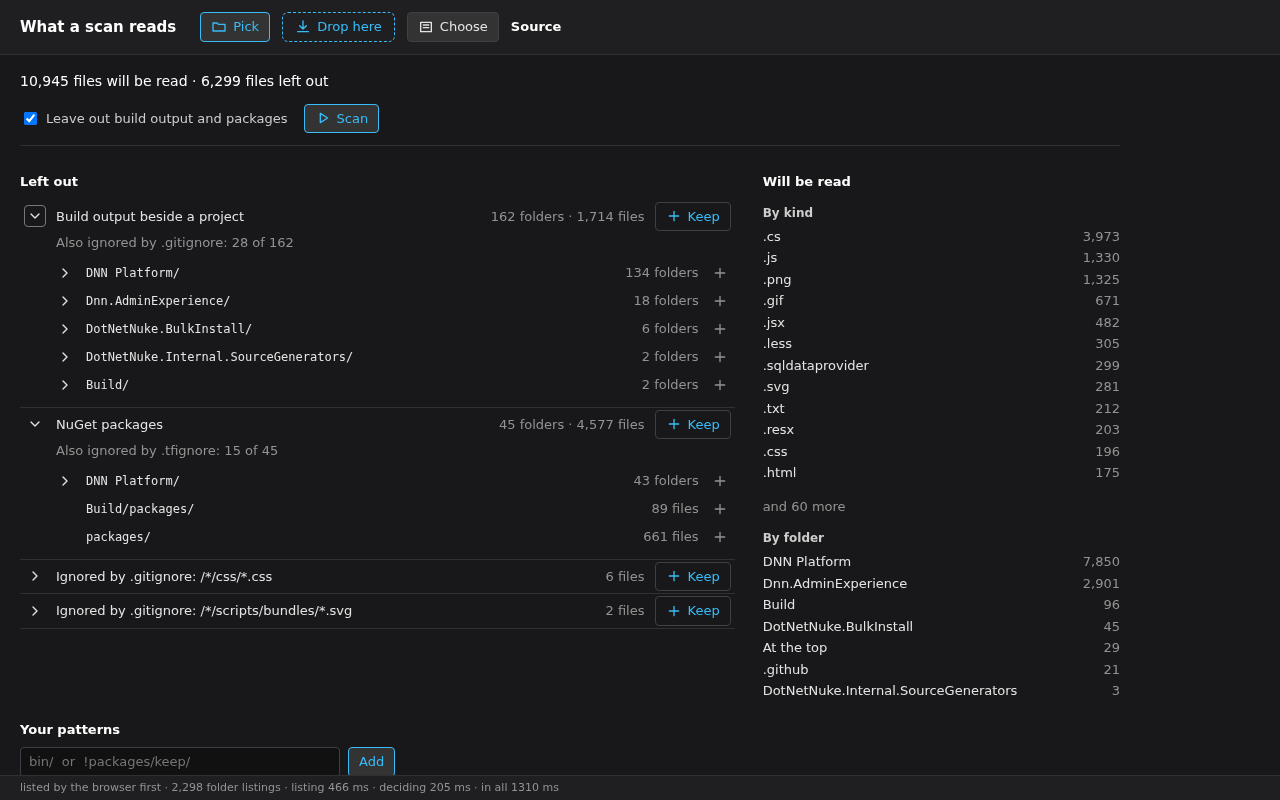 What a scan reads
Pick
Drop here
Choose
Source
10,945 files will be read · 6,299 files left out
Leave out build output and packages
Scan
Left out
Build output beside a project
162 folders · 1,714 files
Keep
Also ignored by .gitignore: 28 of 162
DNN Platform/
134 folders
Dnn.AdminExperience/
18 folders
DotNetNuke.BulkInstall/
6 folders
DotNetNuke.Internal.SourceGenerators/
2 folders
Build/
2 folders
NuGet packages
45 folders · 4,577 files
Keep
Also ignored by .tfignore: 15 of 45
DNN Platform/
43 folders
Build/packages/
89 files
packages/
661 files
Ignored by .gitignore: /*/css/*.css
6 files
Keep
Ignored by .gitignore: /*/scripts/bundles/*.svg
2 files
Keep
Will be read
By kind
.cs 3,973
.js 1,330
.png 1,325
.gif 671
.jsx 482
.less 305
.sqldataprovider 299
.svg 281
.txt 212
.resx 203
.css 196
.html 175
and 60 more
By folder
DNN Platform 7,850
Dnn.AdminExperience 2,901
Build 96
DotNetNuke.BulkInstall 45
At the top 29
.github 21
DotNetNuke.Internal.SourceGenerators 3
Your patterns
bin/ or !packages/keep/
Add
listed by the browser first · 2,298 folder listings · listing 466 ms · deciding 205 ms · in all 1310 ms